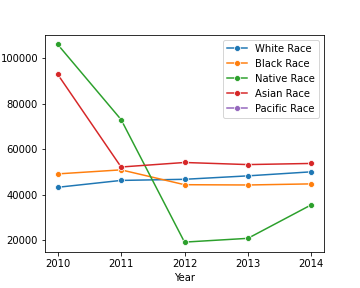 100000
80000
60000
40000
20000
2010 2011 2012 2013 2014
Year
White Race
Black Race
Native Race
Asian Race
Pacific Race